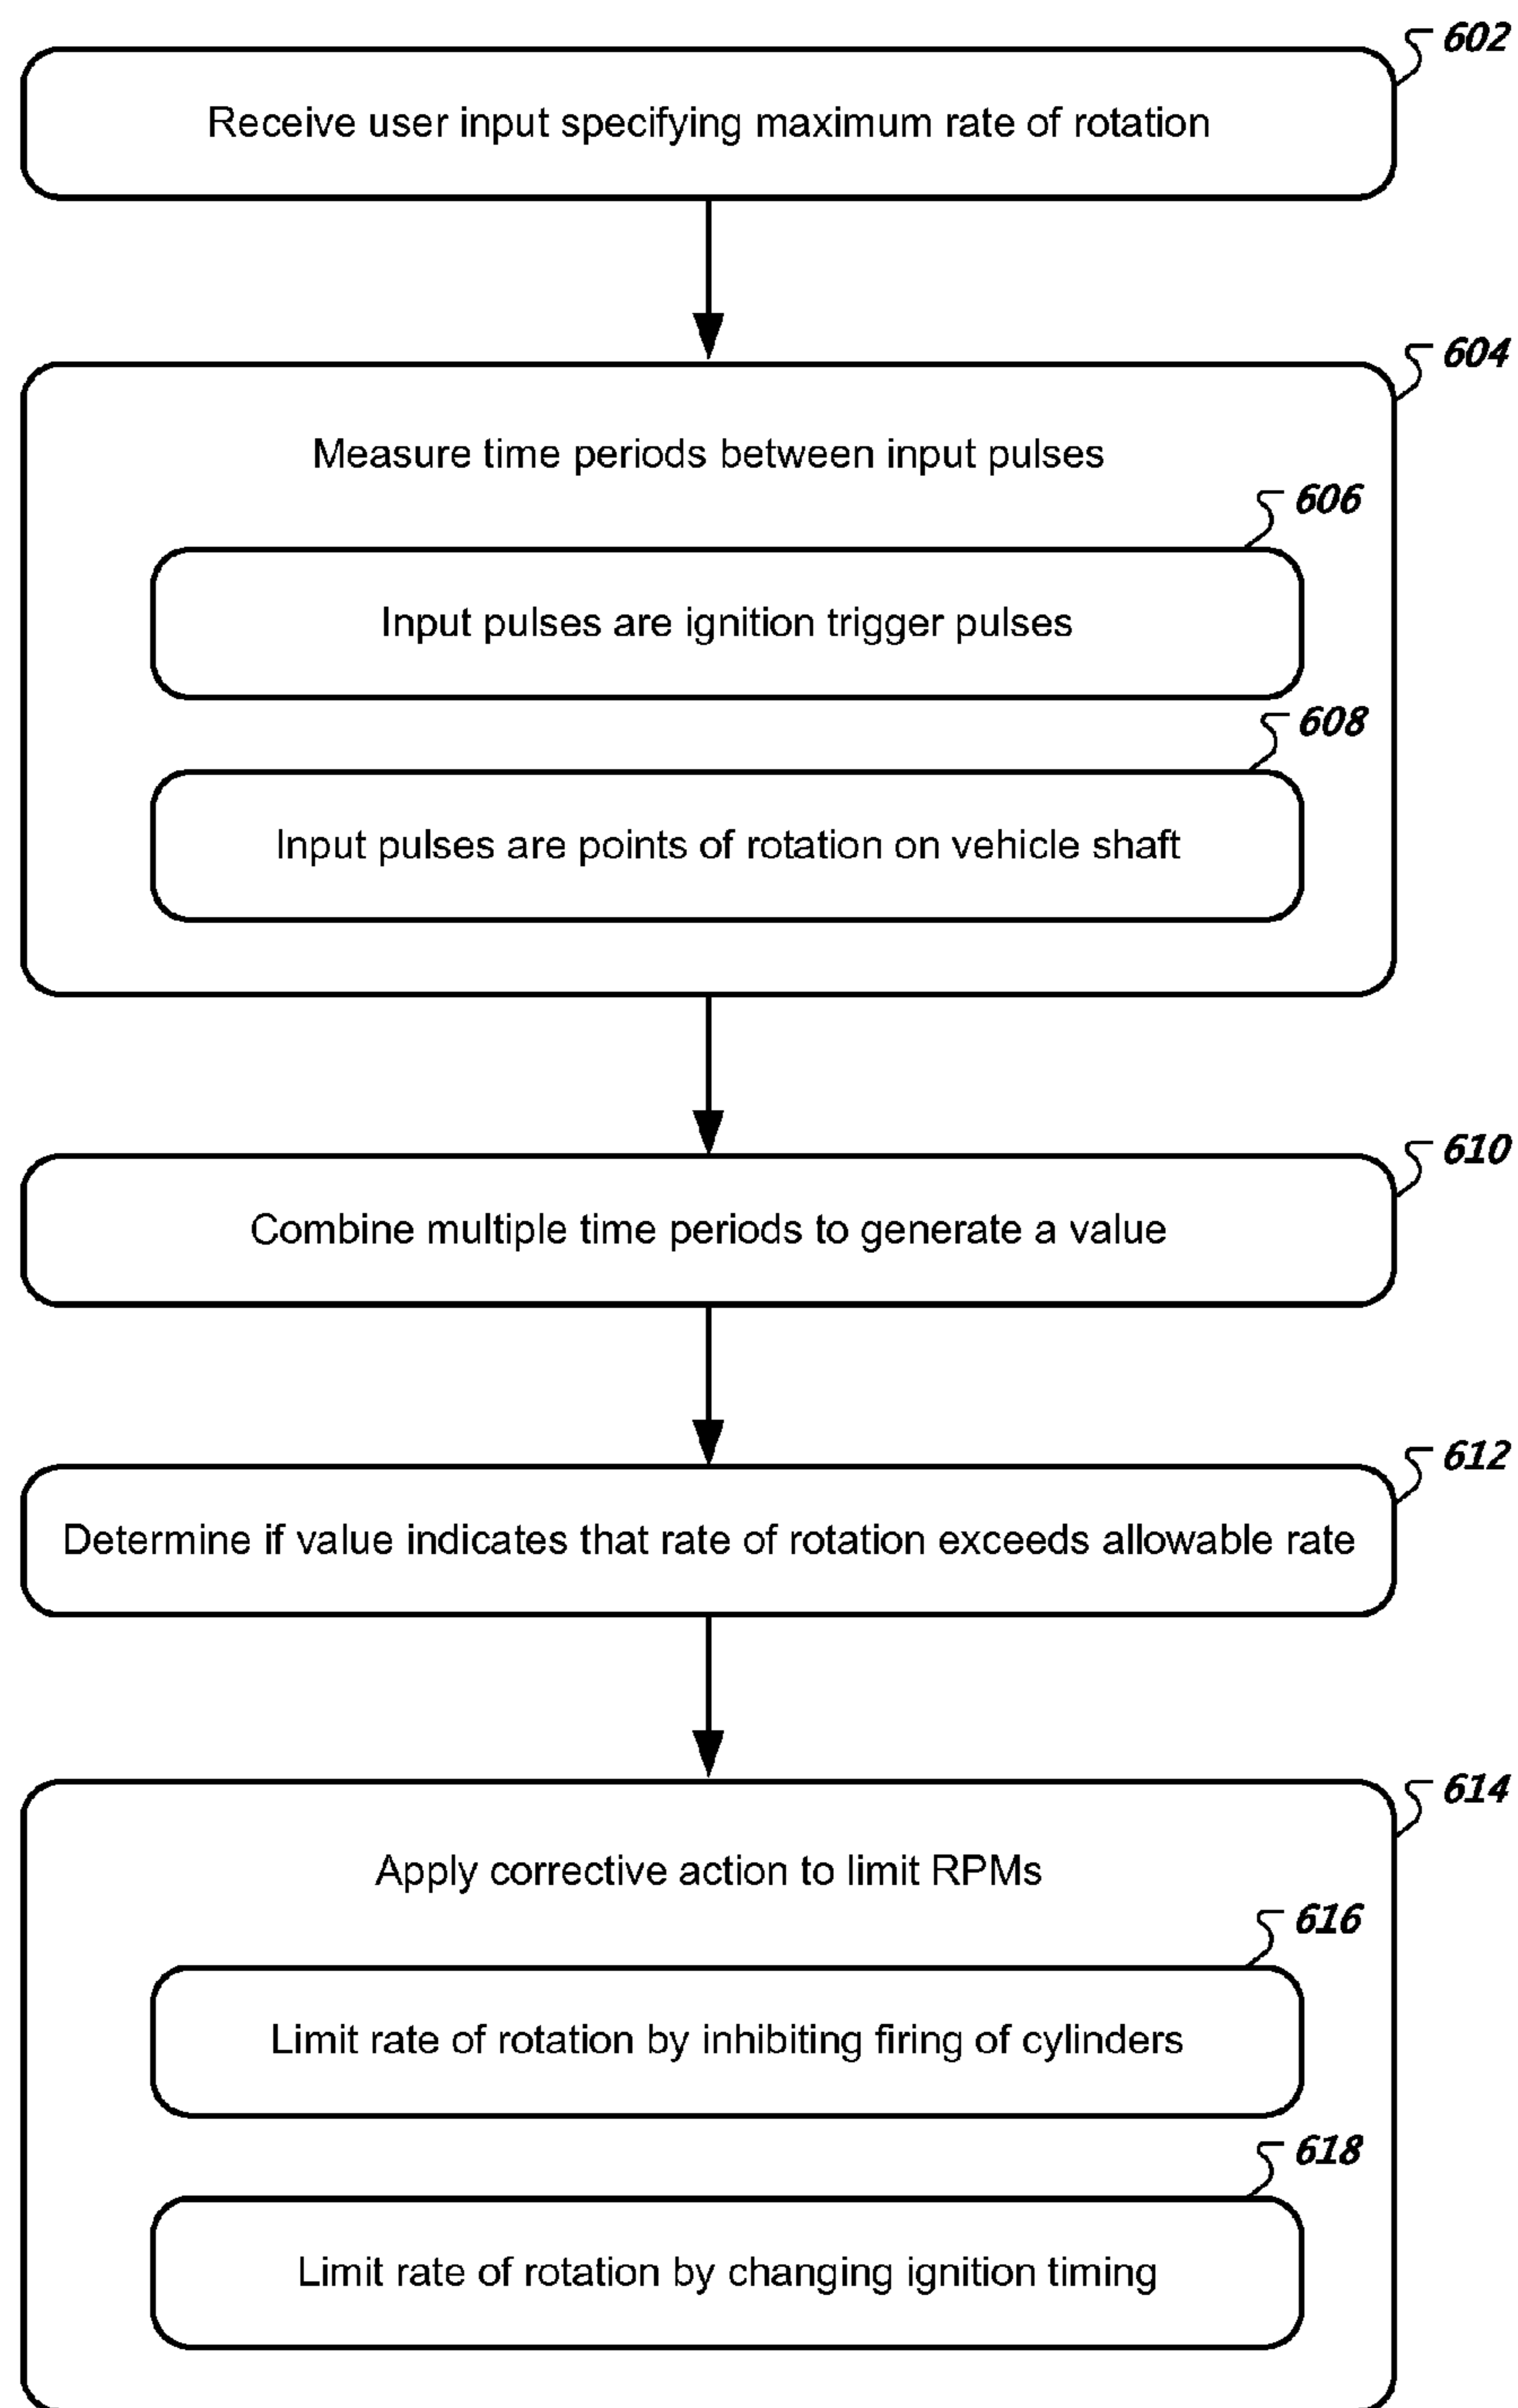 602
Receive user input specifying maximum rate of rotation
604
Measure time periods between input pulses
606
Input pulses are ignition trigger pulses
608
Input pulses are points of rotation on vehicle shaft
610
Combine multiple time periods to generate a value
612
Determine if value indicates that rate of rotation exceeds allowable rate
614
Apply corrective action to limit RPMs
616
Limit rate of rotation by inhibiting firing of cylinders
618
Limit rate of rotation by changing ignition timing